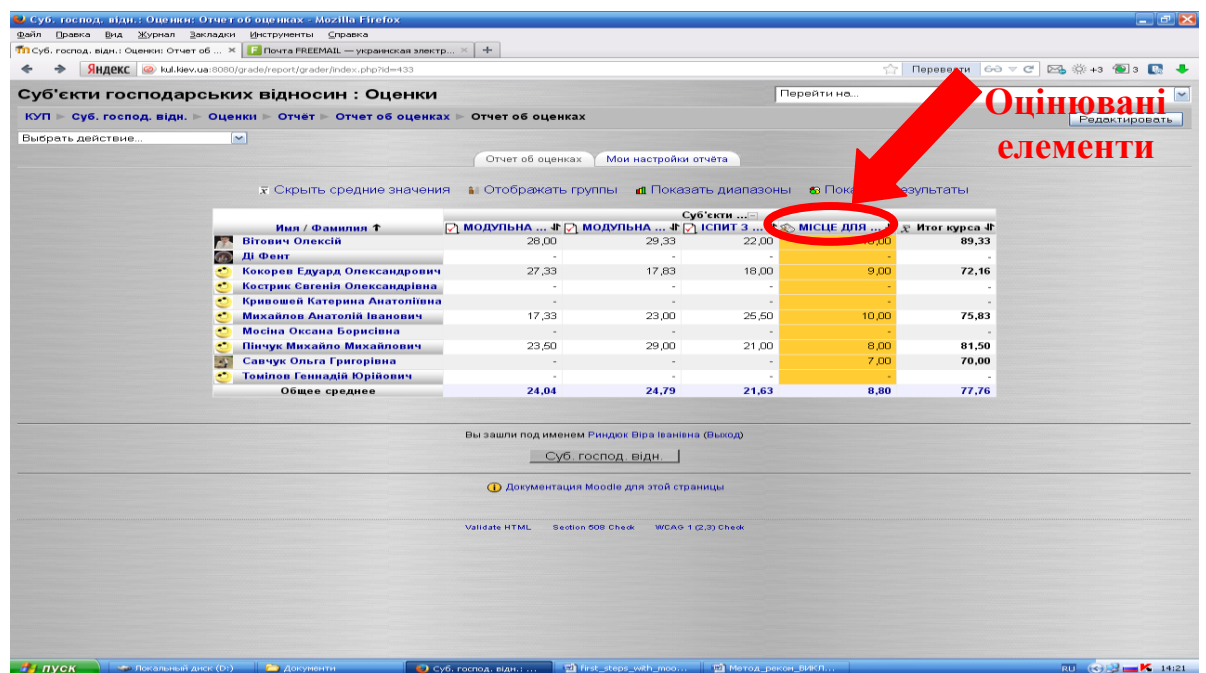 Суб. господ. відн.: Оценки: Отчет об оценках - Mozilla Firefox
Файл Правка Вид Журнал Закладки Инструменты Справка
Суб. господ. відн.: Оценки: Отчет об ... × Почта FREEMAIL — украинская электр... × +
Яндекс kul.kiev.ua:8080/grade/report/grader/index.php?id=433 Перевести +3 3
Суб'єкти господарських відносин : Оценки Перейти на...
Оцінювані
елементи
КУП ► Суб. господ. відн. ► Оценки ► Отчёт ► Отчет об оценках ► Отчет об оценках Редактировать
Выбрать действие...
Отчет об оценках Мои настройки отчёта
Скрыть средние значения Отображать группы Показать диапазоны
Суб'єкти ...
Имя / Фамилия ↑ МОДУЛЬНА ... МОДУЛЬНА ... ІСПИТ З ... МІСЦЕ ДЛЯ ... Итог курса
Вітович Олексій 28,00 29,33 22,00 89,33
Ді Фент - - - - -
Кокорев Едуард Олександрович 27,33 17,83 18,00 9,00 72,16
Кострик Євгенія Олександрівна - - - - -
Кривошей Катерина Анатоліївна - - - - -
Михайлов Анатолій Іванович 17,33 23,00 25,50 10,00 75,83
Мосіна Оксана Борисівна - - - - -
Пінчук Михайло Михайлович 23,50 29,00 21,00 8,00 81,50
Савчук Ольга Григорівна - - - 7,00 70,00
Томілов Геннадій Юрійович - - - - -
Общее среднее 24,04 24,79 21,63 8,80 77,76
Вы зашли под именем Риндюк Віра Іванівна (Выход)
Суб. господ. відн.
Документация Moodle для этой страницы
Validate HTML Section 508 Check WCAG 1 (2,3) Check
пуск Локальный диск (D:) Документи Суб. господ. відн.: ... first_steps_with_moo... Метод_рекон_ВИКЛ... RU 14:21